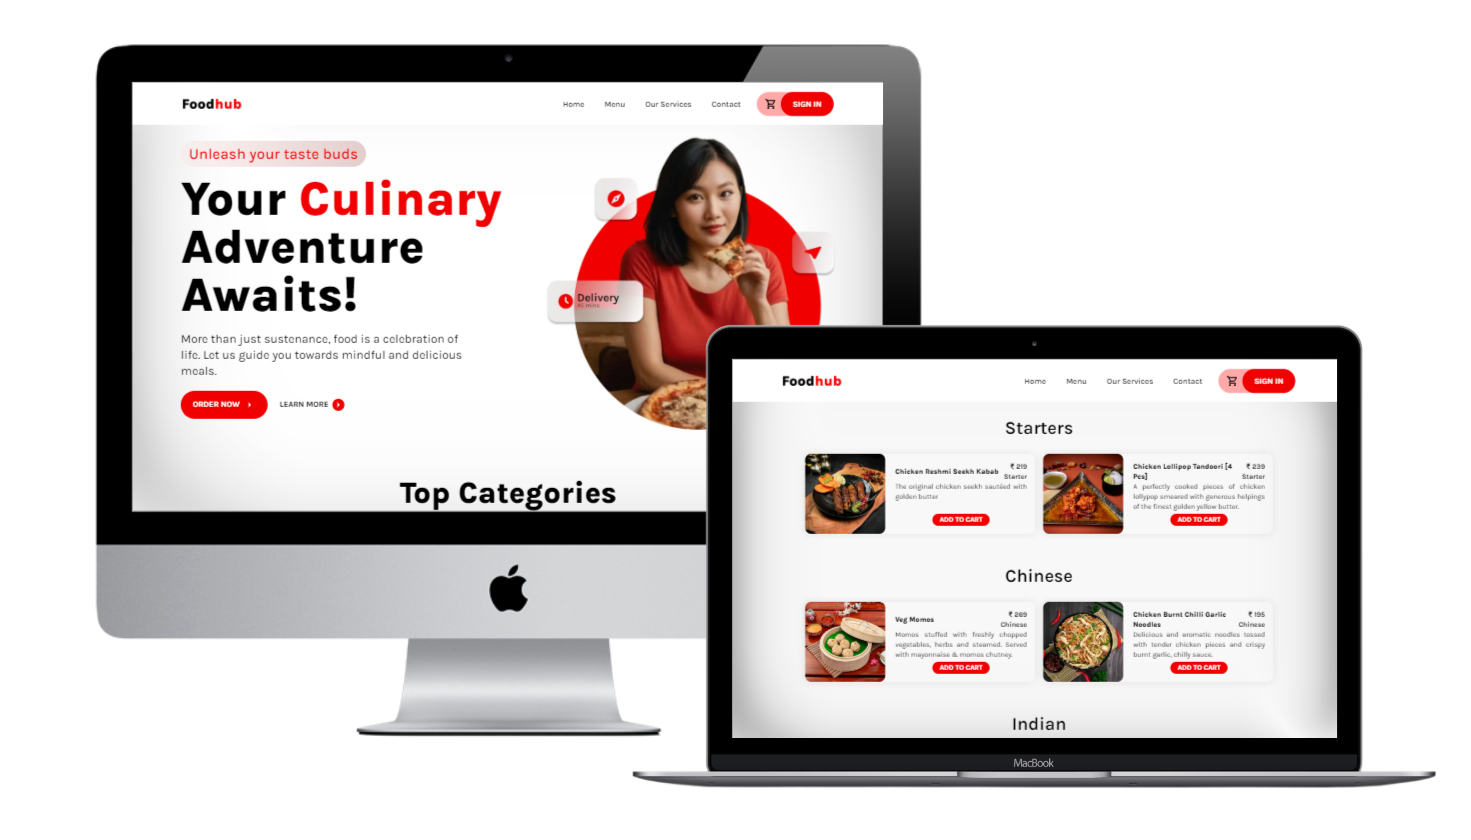 Foodhub
Home Menu Our Services Contact SIGN IN
Unleash your taste buds
Your Culinary
Adventure
Awaits!
More than just sustenance, food is a celebration of
life. Let us guide you towards mindful and delicious
meals.
ORDER NOW
LEARN MORE
Delivery
Top Categories
Foodhub
Home Menu Our Services Contact SIGN IN
Starters
Chicken Reshmi Seekh Kabab ₹ 219
Starter
The original chicken seekh sautéed with
golden butter
ADD TO CART
Chicken Lollipop Tandoori [4 ₹ 239
Pcs] Starter
A perfectly cooked pieces of chicken
lollypop smeared with generous helpings
of the finest golden yellow butter.
ADD TO CART
Chinese
Veg Momos ₹ 269
Chinese
Momos stuffed with freshly chopped
vegetables, herbs and steamed. Served
with mayonnaise & momos chutney.
ADD TO CART
Chicken Burnt Chilli Garlic ₹ 195
Noodles Chinese
Delicious and aromatic noodles tossed
with tender chicken pieces and crispy
burnt garlic, chilly sauce.
ADD TO CART
Indian
MacBook